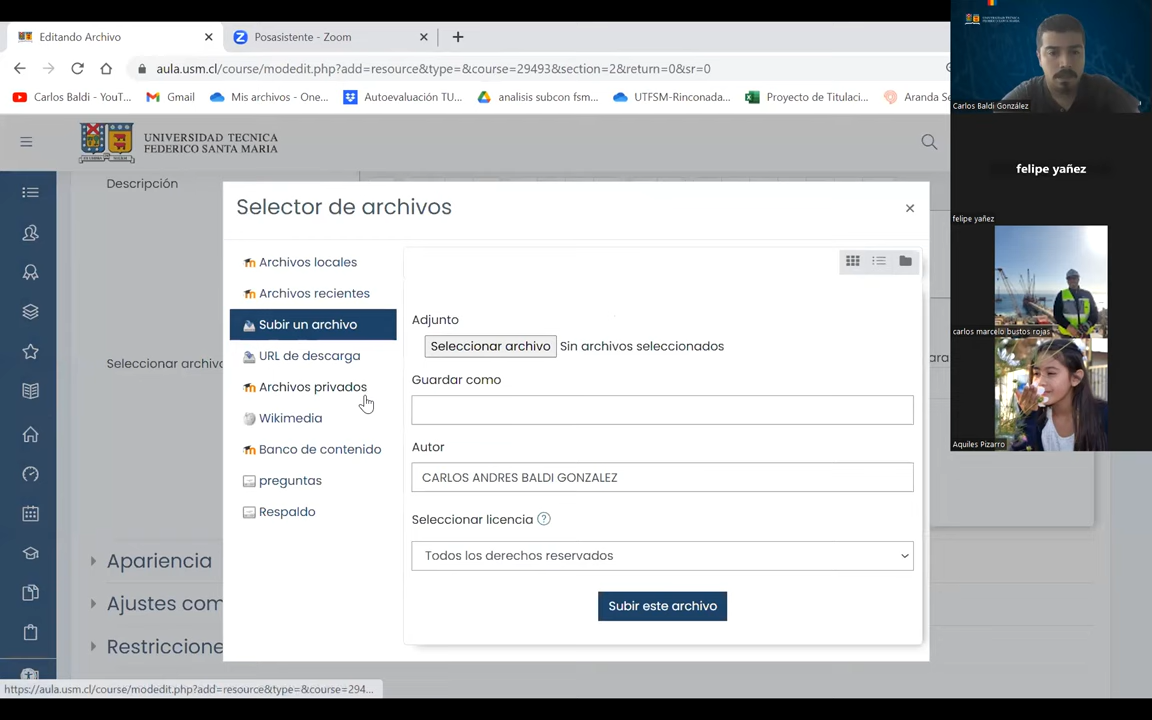 Editando Archivo
Posasistente - Zoom
aula.usm.cl/course/modedit.php?add=resource&type=&course=29493&section=2&return=0&sr=0
Carlos Baldi - YouT...
Gmail
Mis archivos - One...
Autoevaluación TU...
analisis subcon fsm...
UTFSM-Rinconada...
Proyecto de Titulaci...
Aranda Se
UNIVERSIDAD TECNICA
FEDERICO SANTA MARIA
Descripción
Seleccionar archivo
Selector de archivos
Archivos locales
Archivos recientes
Subir un archivo
URL de descarga
Archivos privados
Wikimedia
Banco de contenido
preguntas
Respaldo
Adjunto
Seleccionar archivo
Sin archivos seleccionados
Guardar como
Autor
CARLOS ANDRES BALDI GONZALEZ
Seleccionar licencia
Todos los derechos reservados
Subir este archivo
ara
Apariencia
Ajustes com
Restriccione
https://aula.usm.cl/course/modedit.php?add=resource&type=&course=294...
Carlos Baldi González
felipe yañez
felipe yañez
carlos marcelo bustos rojas
Aquiles Pizarro